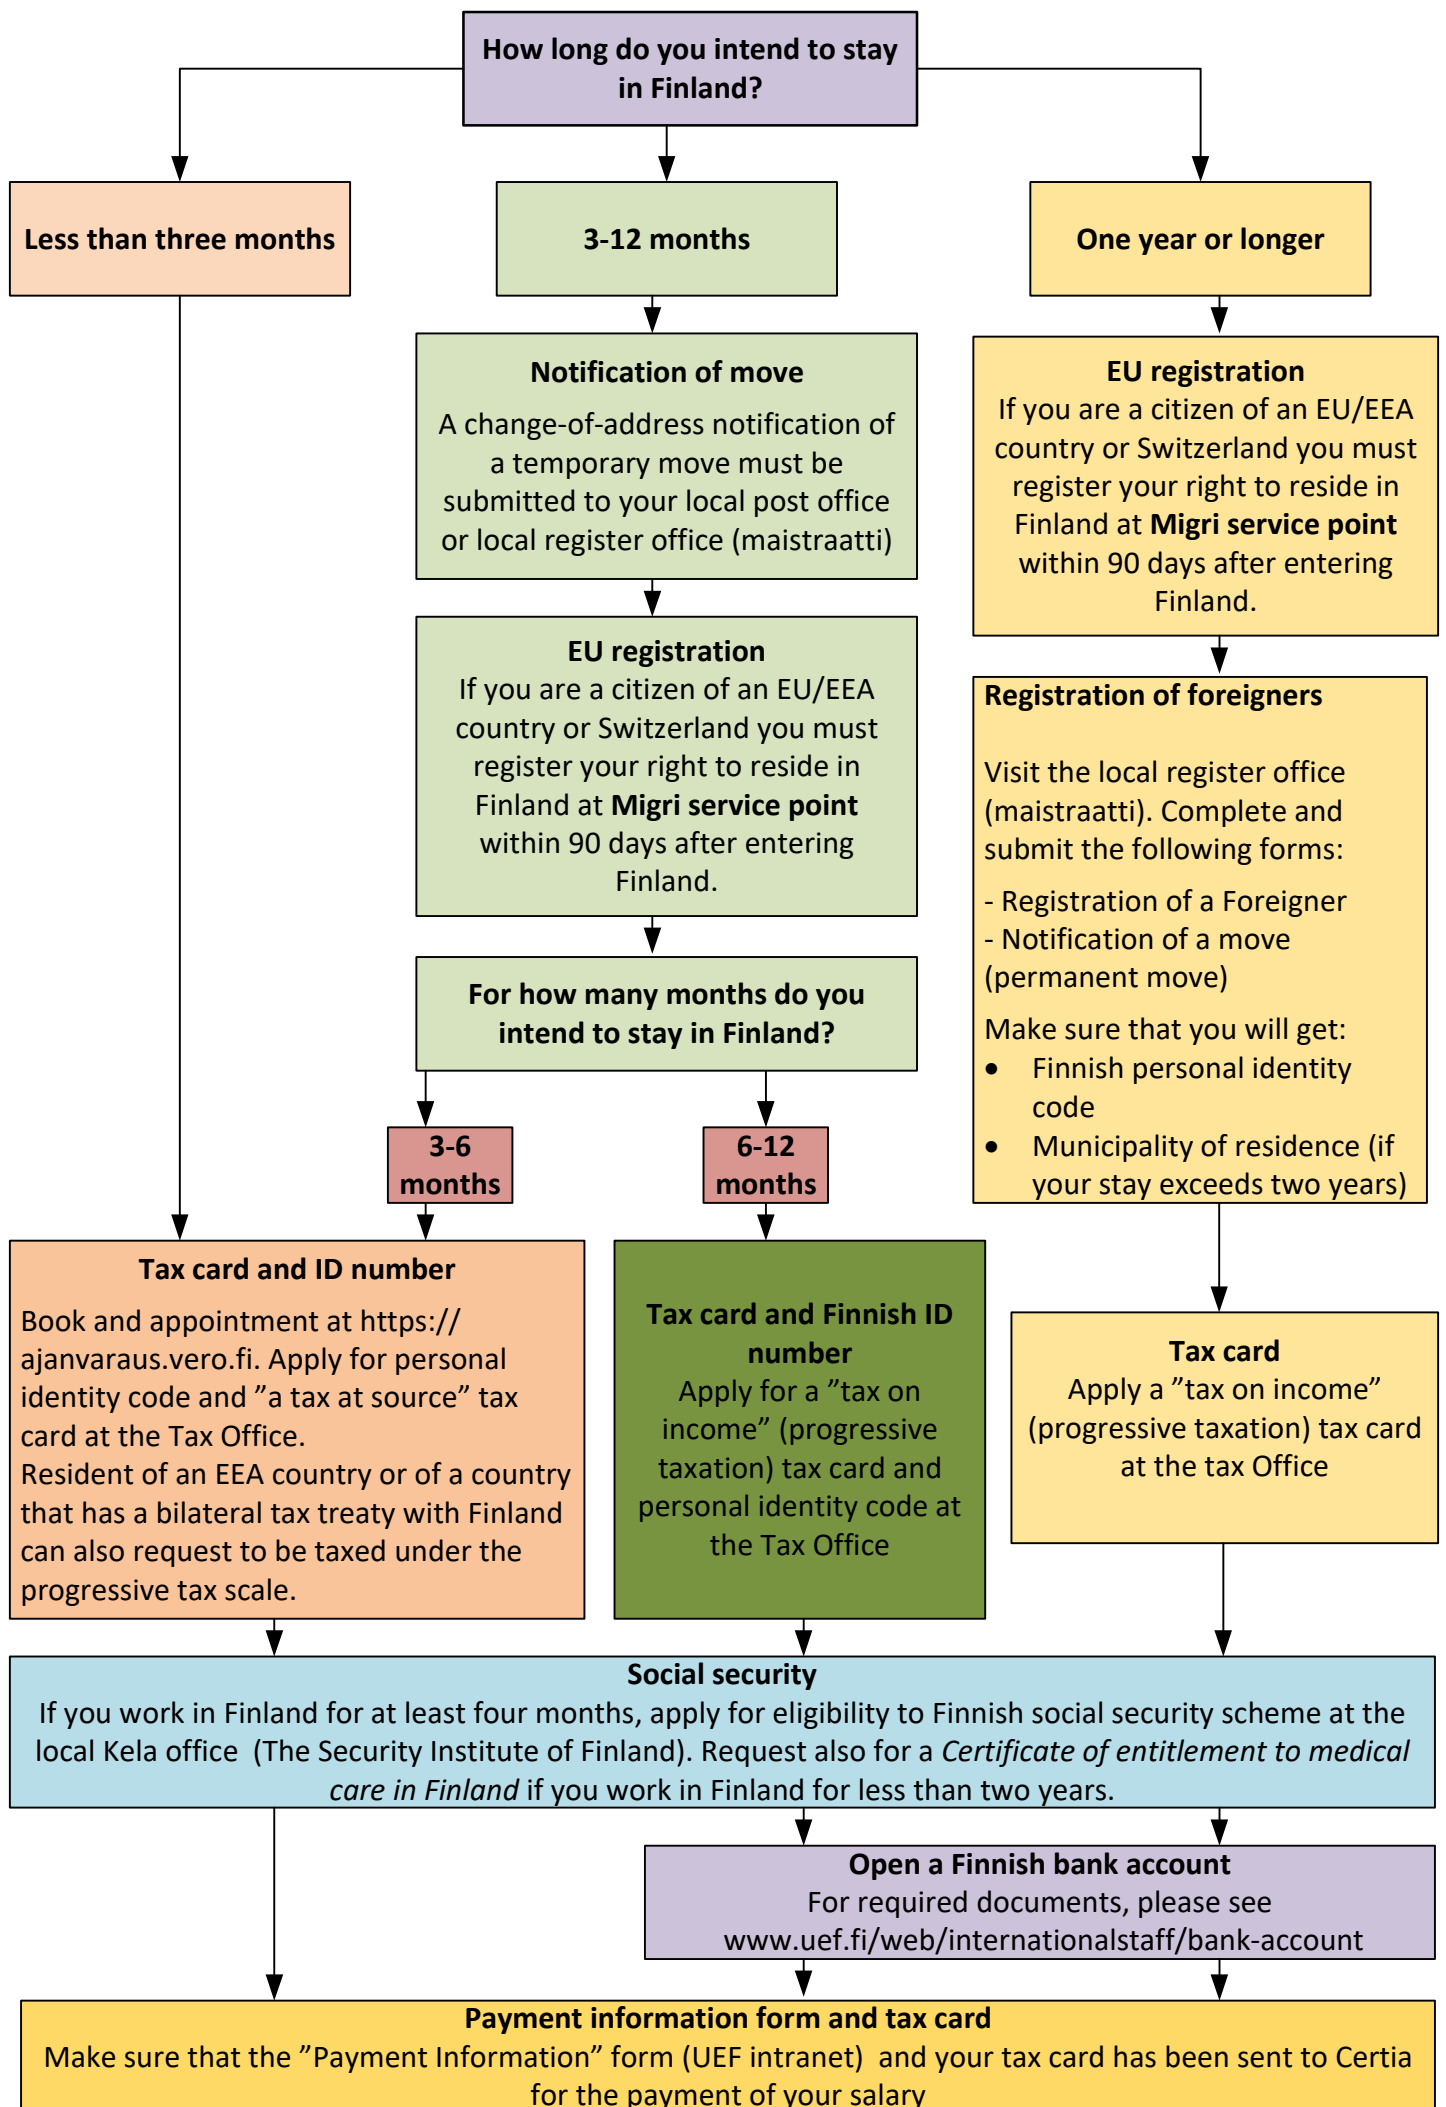 How long do you intend to stay
in Finland?
Less than three months
3-12 months
One year or longer
Notification of move
A change-of-address notification of
a temporary move must be
submitted to your local post office
or local register office (maistraatti)
EU registration
If you are a citizen of an EU/EEA
country or Switzerland you must
register your right to reside in
Finland at Migri service point
within 90 days after entering
Finland.
For how many months do you
intend to stay in Finland?
3-6
months
6-12
months
EU registration
If you are a citizen of an EU/EEA
country or Switzerland you must
register your right to reside in
Finland at Migri service point
within 90 days after entering
Finland.
Registration of foreigners
Visit the local register office
(maistraatti). Complete and
submit the following forms:
- Registration of a Foreigner
- Notification of a move
(permanent move)
Make sure that you will get:
• Finnish personal identity
code
• Municipality of residence (if
your stay exceeds two years)
Tax card and ID number
Book and appointment at https://
ajanvaraus.vero.fi. Apply for personal
identity code and ”a tax at source” tax
card at the Tax Office.
Resident of an EEA country or of a country
that has a bilateral tax treaty with Finland
can also request to be taxed under the
progressive tax scale.
Tax card and Finnish ID
number
Apply for a ”tax on
income” (progressive
taxation) tax card and
personal identity code at
the Tax Office
Tax card
Apply a ”tax on income”
(progressive taxation) tax card
at the tax Office
Social security
If you work in Finland for at least four months, apply for eligibility to Finnish social security scheme at the
local Kela office (The Security Institute of Finland). Request also for a Certificate of entitlement to medical
care in Finland if you work in Finland for less than two years.
Open a Finnish bank account
For required documents, please see
www.uef.fi/web/internationalstaff/bank-account
Payment information form and tax card
Make sure that the ”Payment Information” form (UEF intranet) and your tax card has been sent to Certia
for the payment of your salary